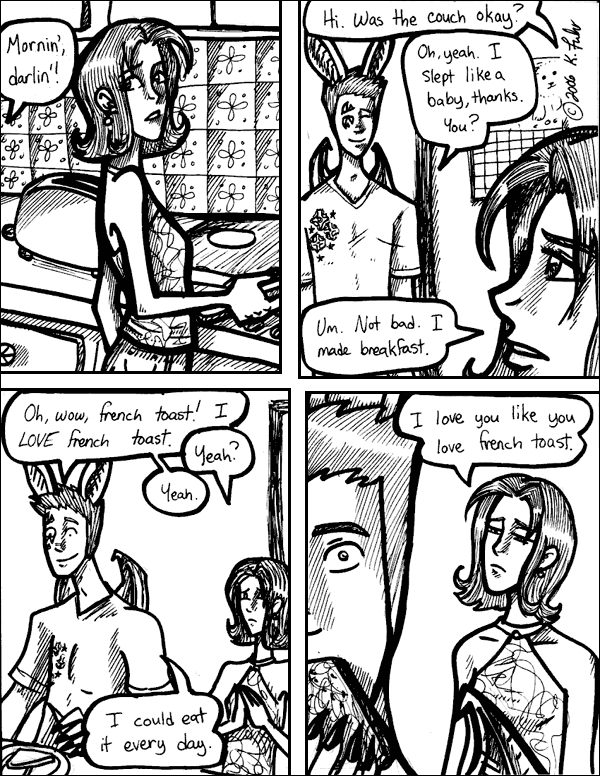 Mornin',
darlin'!
Hi. Was the couch okay?
Oh, yeah. I
slept like a
baby, thanks.
You?
Um. Not bad. I
made breakfast.
© 2006 K. Feher
Oh, wow, french toast! I
LOVE french toast.
Yeah?
Yeah.
I could eat
it every day.
I love you like you
love french toast.